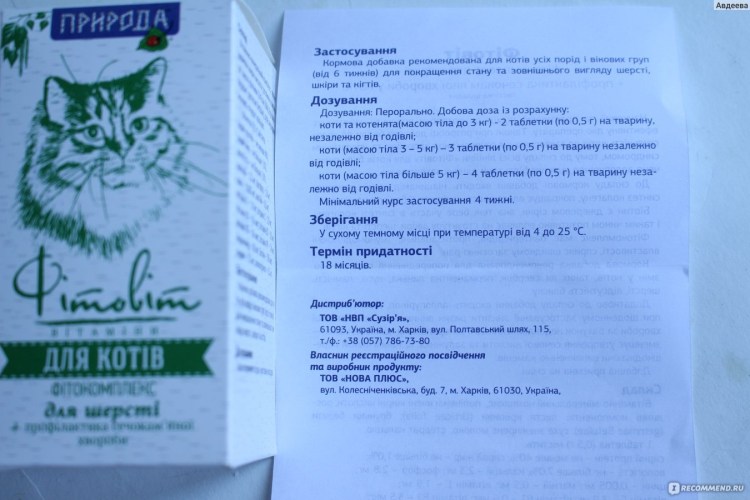 Авдеева
ПРИРОДА
Фітовіт
ВІТАМІНИ
ДЛЯ КОТІВ
ФІТОКОМПЛЕКС
для шерсті
+ профілактика сечокам'яної
хвороби
Застосування
Кормова добавка рекомендована для котів усіх порід і вікових груп
(від 6 тижнів) для покращення стану та зовнішнього вигляду шерсті,
шкіри та кігтів.
Дозування
Дозування: Перорально. Добова доза із розрахунку:
коти та котенята(масою тіла до 3 кг) - 2 таблетки (по 0,5 г) на тварину,
незалежно від годівлі;
коти (масою тіла 3 – 5 кг) – 3 таблетки (по 0,5 г) на тварину незалежно
від годівлі;
коти (масою тіла більше 5 кг) – 4 таблетки (по 0,5 г) на тварину неза-
лежно від годівлі.
Мінімальний курс застосування 4 тижні.
Зберігання
У сухому темному місці при температурі від 4 до 25 °С.
Термін придатності
18 місяців.
Дистриб'ютор:
ТОВ «НВП «Сузір'я»,
61093, Україна, м. Харків, вул. Полтавський шлях, 115,
т./ф.: +38 (057) 786-73-80
Власник реєстраційного посвідчення
та виробник продукту:
ТОВ «НОВА ПЛЮС»,
вул. Колесніченківська, буд. 7, м. Харків, 61030, Україна,
RECOMMEND.RU